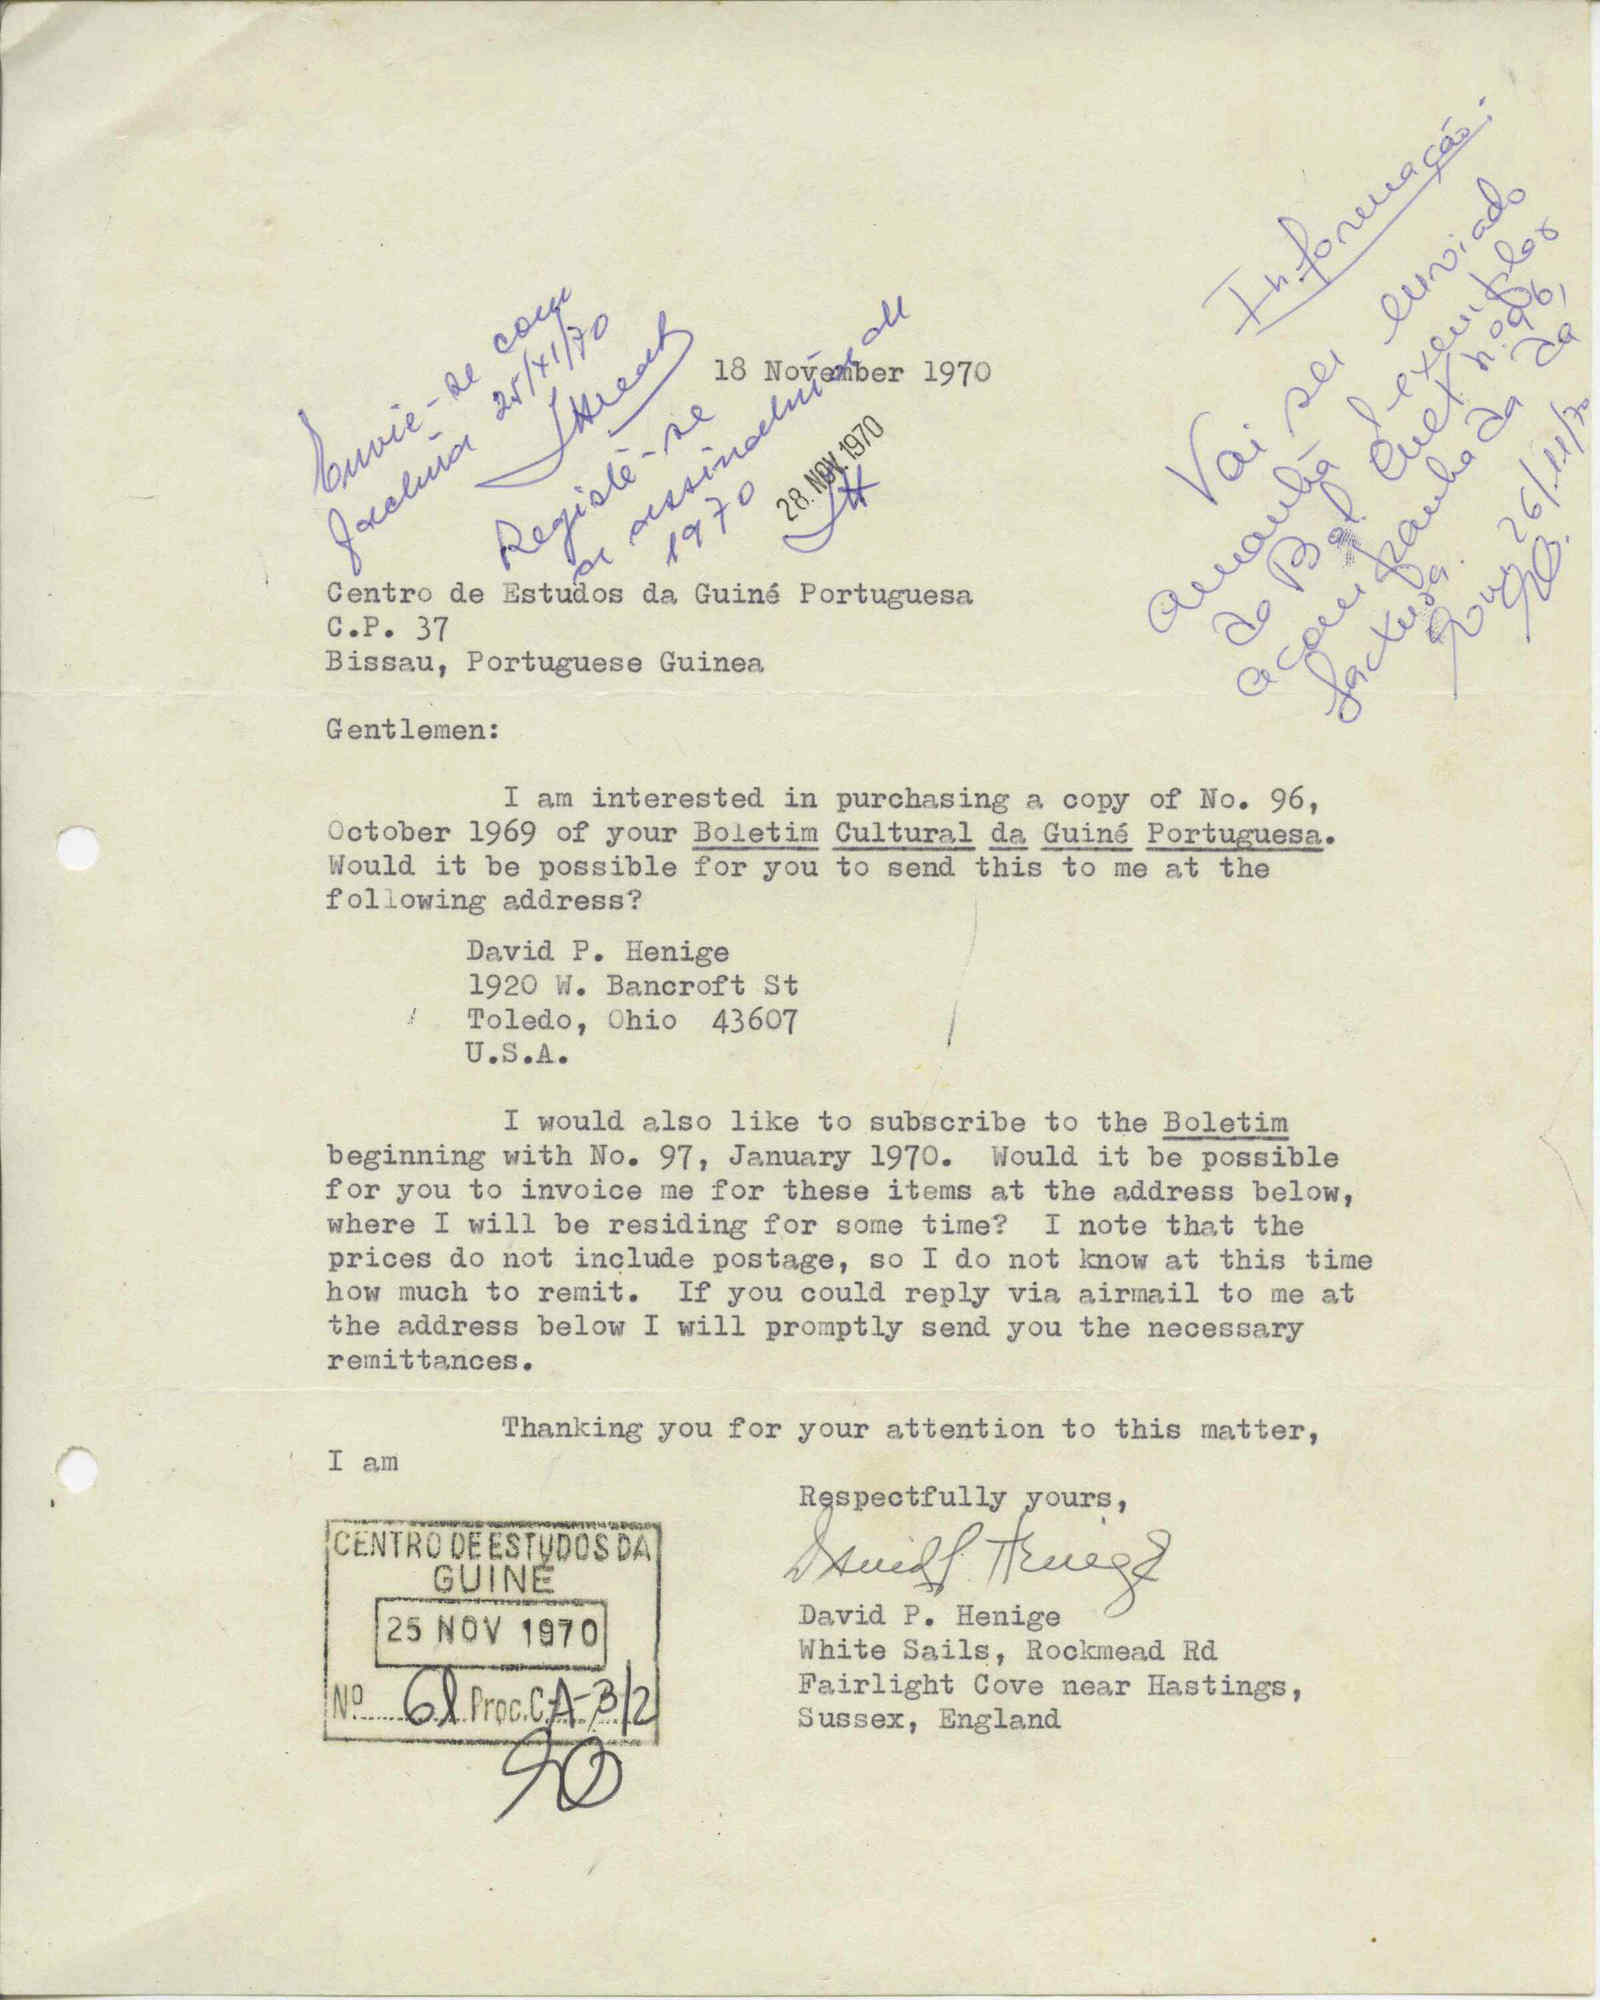 Informação:
Vai ser enviado
amanhã 1 exemplar
do Bol Cult n.º 96,
acompanhado da
factura.
26/11/70
Envie-se com
factura 25/XI/70
Registe-se
a assinatura de
1970
28. NOV. 1970
18 November 1970
Centro de Estudos da Guiné Portuguesa
C.P. 37
Bissau, Portuguese Guinea
Gentlemen:
I am interested in purchasing a copy of No. 96,
October 1969 of your Boletim Cultural da Guiné Portuguesa.
Would it be possible for you to send this to me at the
following address?
David P. Henige
1920 W. Bancroft St
Toledo, Ohio 43607
U.S.A.
I would also like to subscribe to the Boletim
beginning with No. 97, January 1970. Would it be possible
for you to invoice me for these items at the address below,
where I will be residing for some time? I note that the
prices do not include postage, so I do not know at this time
how much to remit. If you could reply via airmail to me at
the address below I will promptly send you the necessary
remittances.
Thanking you for your attention to this matter,
I am
Respectfully yours,
David P. Henige
David P. Henige
White Sails, Rockmead Rd
Fairlight Cove near Hastings,
Sussex, England
CENTRO DE ESTUDOS DA
GUINÉ
25 NOV 1970
Nº 61 Proc. C.A-3/2